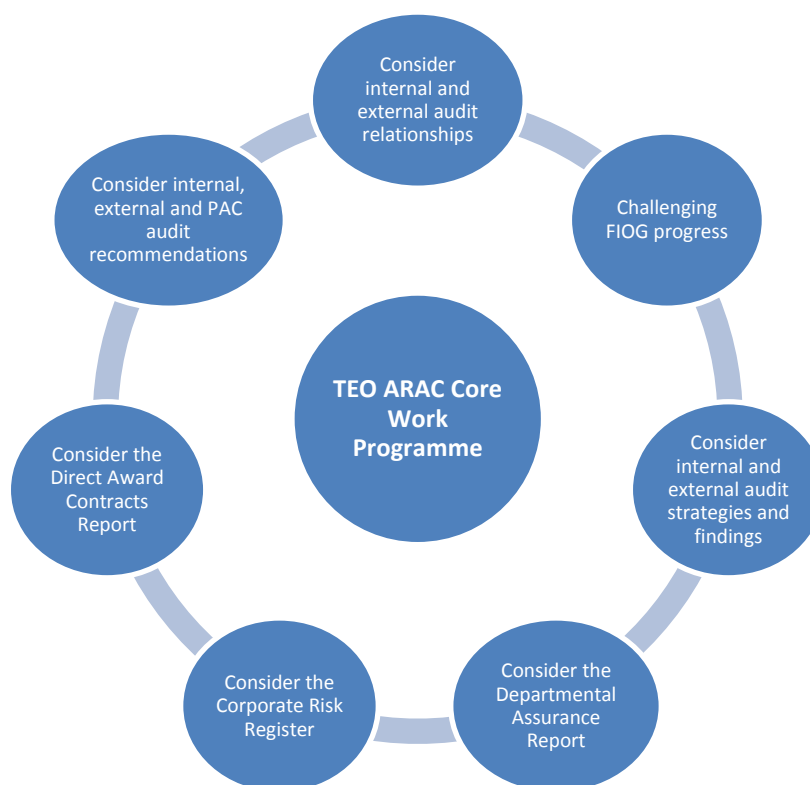 Consider
internal and
external audit
relationships
Challenging
FIOG progress
Consider
internal and
external audit
strategies and
findings
Consider the
Departmental
Assurance
Report
Consider the
Corporate Risk
Register
Consider the
Direct Award
Contracts
Report
Consider internal,
external and PAC
audit
recommendations
TEO ARAC Core
Work
Programme